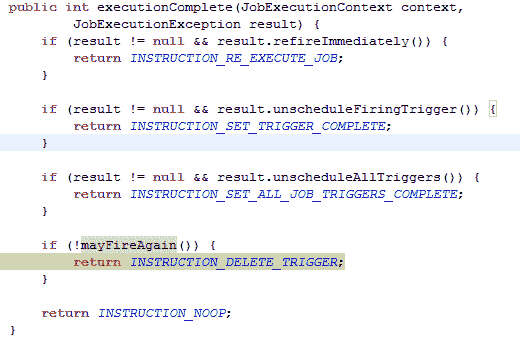 public int executionComplete(JobExecutionContext context,
        JobExecutionException result) {
    if (result != null && result.refireImmediately()) {
        return INSTRUCTION_RE_EXECUTE_JOB;
    }

    if (result != null && result.unscheduleFiringTrigger()) {
        return INSTRUCTION_SET_TRIGGER_COMPLETE;
    }

    if (result != null && result.unscheduleAllTriggers()) {
        return INSTRUCTION_SET_ALL_JOB_TRIGGERS_COMPLETE;
    }

    if (!mayFireAgain()) {
        return INSTRUCTION_DELETE_TRIGGER;
    }

    return INSTRUCTION_NOOP;
}